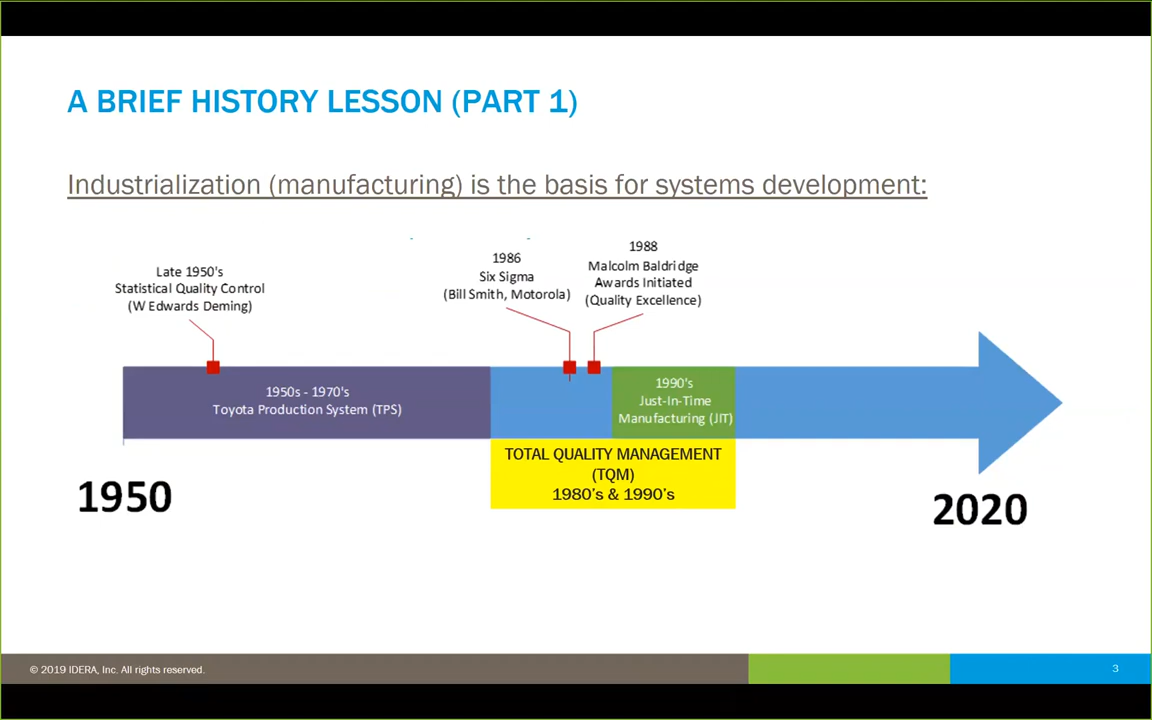 A BRIEF HISTORY LESSON (PART 1)
Industrialization (manufacturing) is the basis for systems development:
Late 1950's
Statistical Quality Control
(W Edwards Deming)
1986
Six Sigma
(Bill Smith, Motorola)
1988
Malcolm Baldridge
Awards Initiated
(Quality Excellence)
1950s - 1970's
Toyota Production System (TPS)
1990's
Just-In-Time
Manufacturing (JIT)
TOTAL QUALITY MANAGEMENT
(TQM)
1980's & 1990's
1950
2020
© 2019 IDERA, Inc. All rights reserved.
3